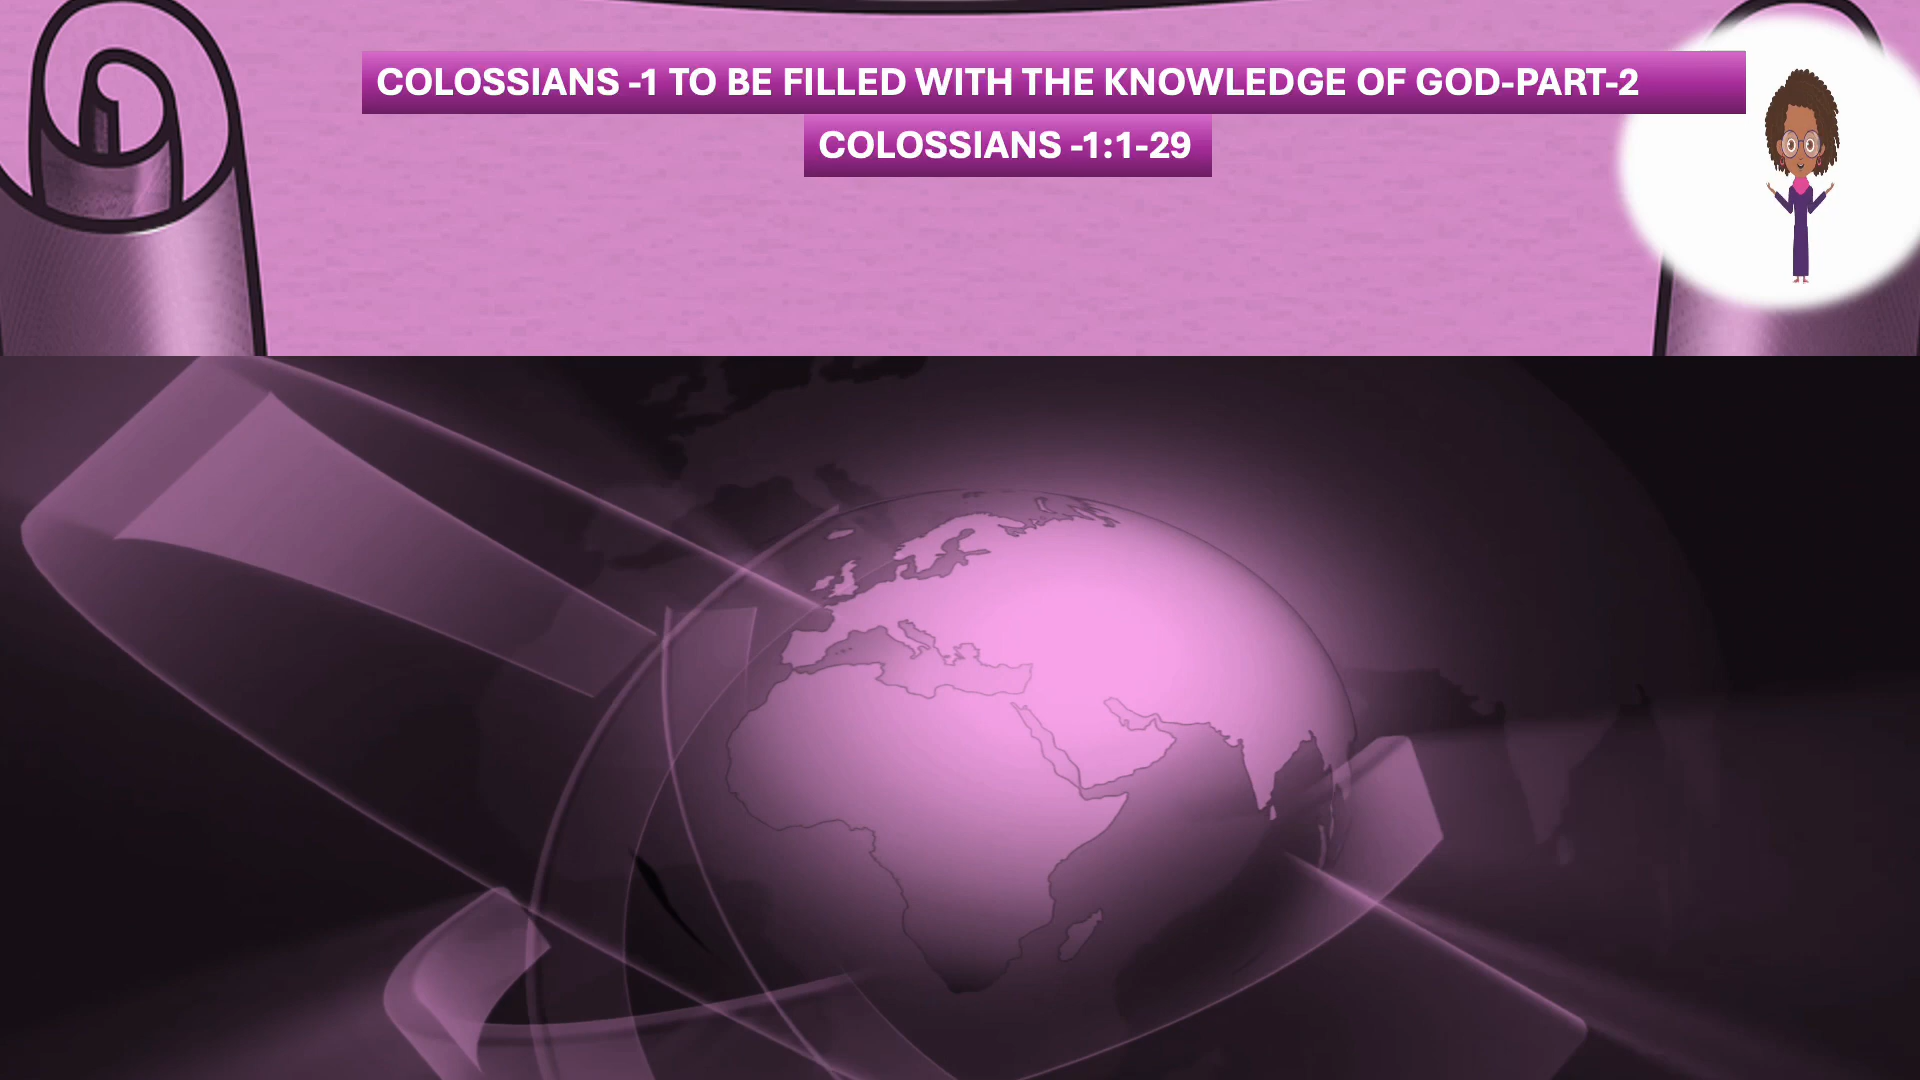 COLOSSIANS -1 TO BE FILLED WITH THE KNOWLEDGE OF GOD-PART-2
COLOSSIANS -1:1-29